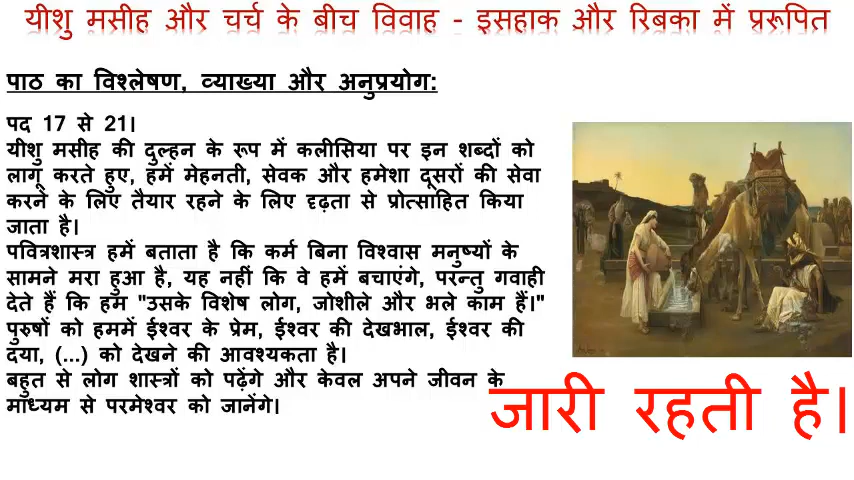 यीशु मसीह और चर्च के बीच विवाह - इसहाक और रिबका में प्ररूपित
पाठ का विश्लेषण, व्याख्या और अनुप्रयोग:
पद 17 से 21।
यीशु मसीह की दुल्हन के रूप में कलीसिया पर इन शब्दों को
लागू करते हुए, हमें मेहनती, सेवक और हमेशा दूसरों की सेवा
करने के लिए तैयार रहने के लिए दृढ़ता से प्रोत्साहित किया
जाता है।
पवित्रशास्त्र हमें बताता है कि कर्म बिना विश्वास मनुष्यों के
सामने मरा हुआ है, यह नहीं कि वे हमें बचाएंगे, परन्तु गवाही
देते हैं कि हम "उसके विशेष लोग, जोशीले और भले काम हैं।"
पुरुषों को हममें ईश्वर के प्रेम, ईश्वर की देखभाल, ईश्वर की
दया, (...) को देखने की आवश्यकता है।
बहुत से लोग शास्त्रों को पढ़ेंगे और केवल अपने जीवन के
माध्यम से परमेश्वर को जानेंगे।
जारी रहती है।